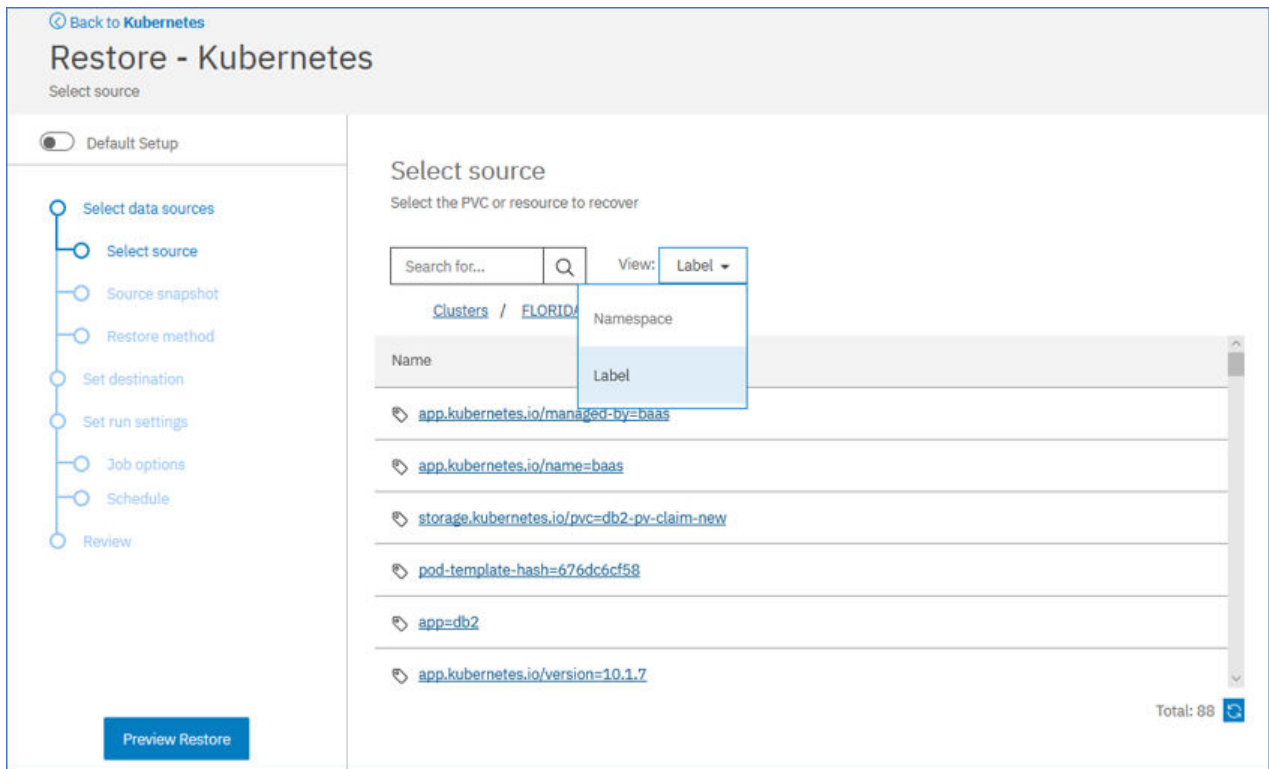 Back to Kubernetes
Restore - Kubernetes
Select source
Default Setup
Select data sources
Select source
Source snapshot
Restore method
Set destination
Set run settings
Job options
Schedule
Review
Preview Restore
Select source
Select the PVC or resource to recover
Search for... View: Label
Clusters / FLORIDA
Namespace
Label
Name
app.kubernetes.io/managed-by=baas
app.kubernetes.io/name=baas
storage.kubernetes.io/pvc=db2-pv-claim-new
pod-template-hash=676dc6cf58
app=db2
app.kubernetes.io/version=10.1.7
Total: 88